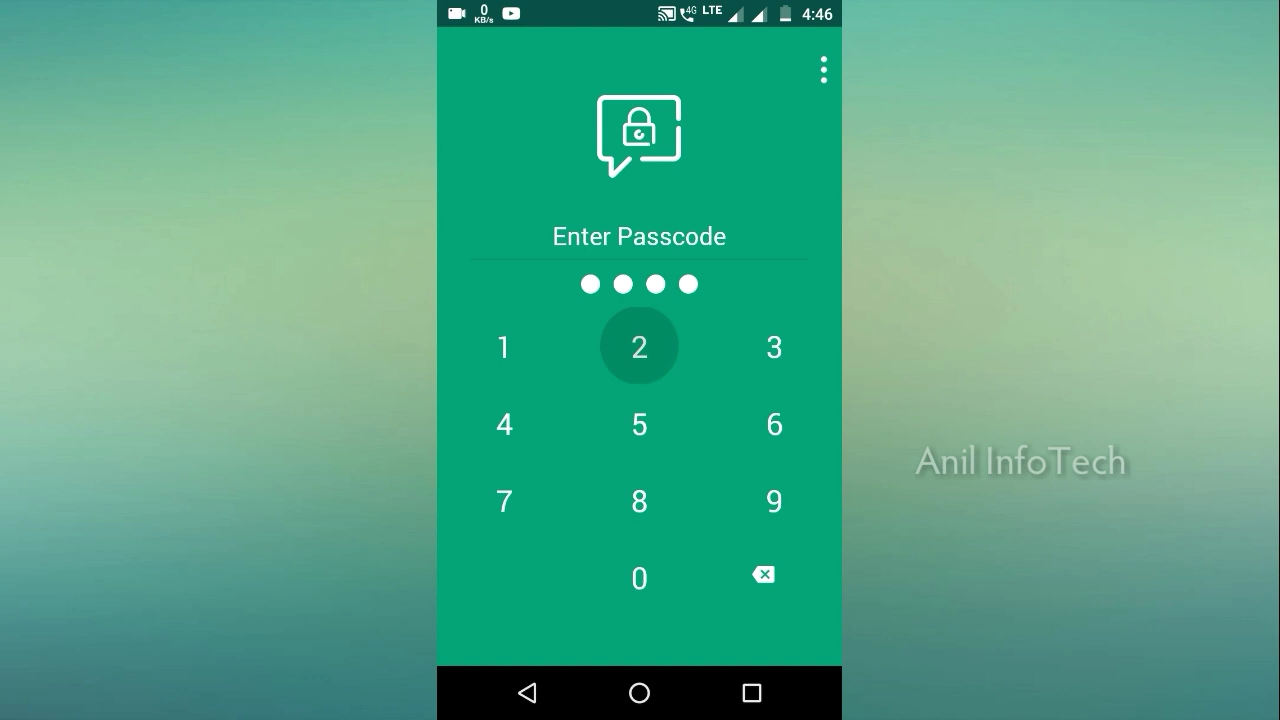 0
KB/s
4G
LTE
4:46
Enter Passcode
1 2 3
4 5 6
7 8 9
0
Anil InfoTech